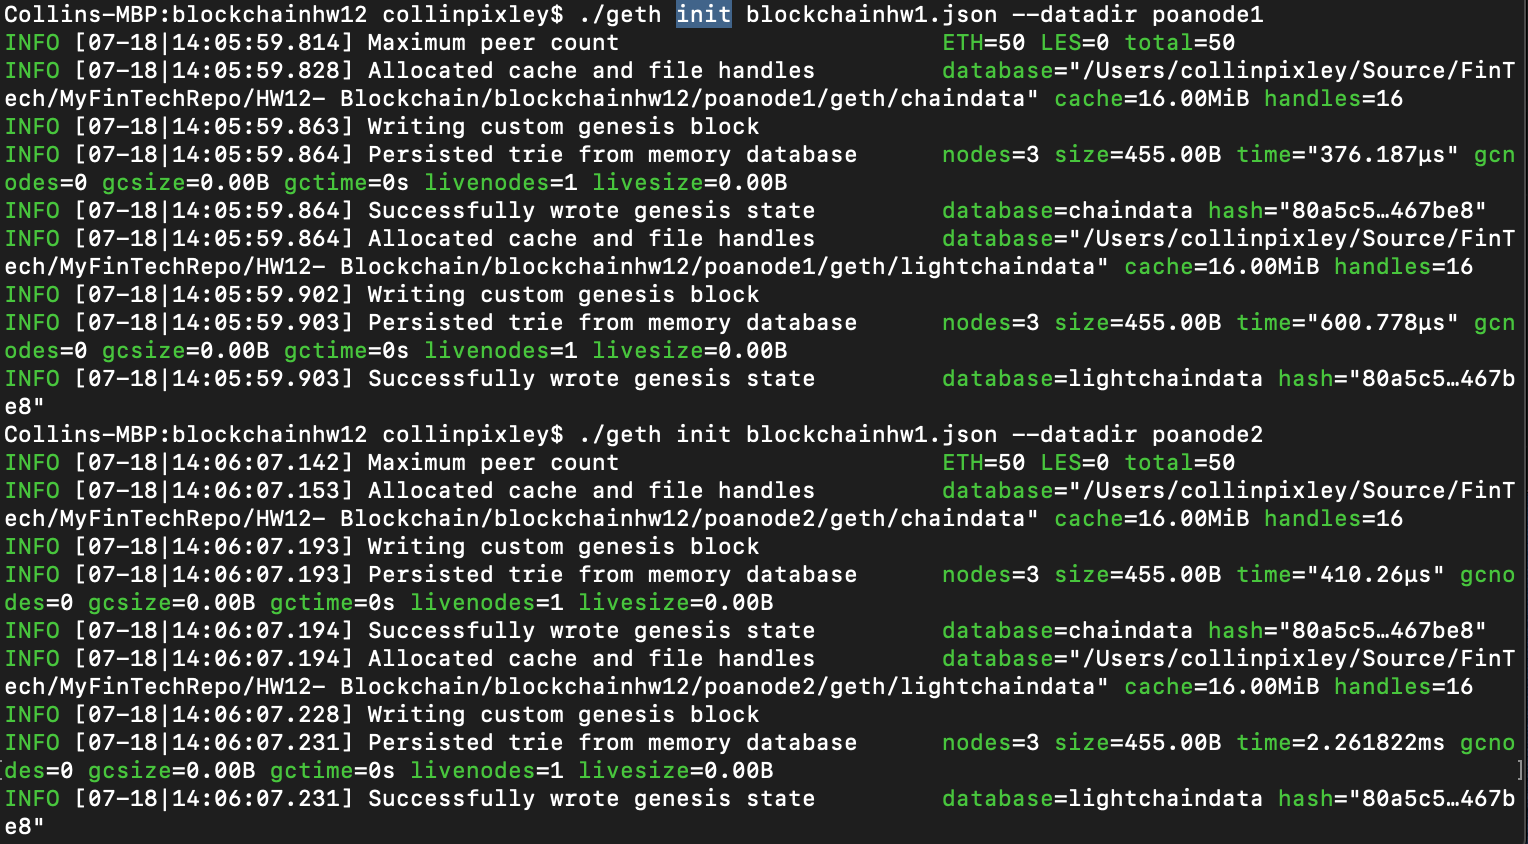 Collins-MBP:blockchainhw12 collinpixley$ ./geth init blockchainhw1.json --datadir poanode1
INFO [07-18|14:05:59.814] Maximum peer count                       ETH=50 LES=0 total=50
INFO [07-18|14:05:59.828] Allocated cache and file handles         database="/Users/collinpixley/Source/FinT
ech/MyFinTechRepo/HW12- Blockchain/blockchainhw12/poanode1/geth/chaindata" cache=16.00MiB handles=16
INFO [07-18|14:05:59.863] Writing custom genesis block
INFO [07-18|14:05:59.864] Persisted trie from memory database      nodes=3 size=455.00B time="376.187µs" gcn
odes=0 gcsize=0.00B gctime=0s livenodes=1 livesize=0.00B
INFO [07-18|14:05:59.864] Successfully wrote genesis state         database=chaindata hash="80a5c5…467be8"
INFO [07-18|14:05:59.864] Allocated cache and file handles         database="/Users/collinpixley/Source/FinT
ech/MyFinTechRepo/HW12- Blockchain/blockchainhw12/poanode1/geth/lightchaindata" cache=16.00MiB handles=16
INFO [07-18|14:05:59.902] Writing custom genesis block
INFO [07-18|14:05:59.903] Persisted trie from memory database      nodes=3 size=455.00B time="600.778µs" gcn
odes=0 gcsize=0.00B gctime=0s livenodes=1 livesize=0.00B
INFO [07-18|14:05:59.903] Successfully wrote genesis state         database=lightchaindata hash="80a5c5…467b
e8"
Collins-MBP:blockchainhw12 collinpixley$ ./geth init blockchainhw1.json --datadir poanode2
INFO [07-18|14:06:07.142] Maximum peer count                       ETH=50 LES=0 total=50
INFO [07-18|14:06:07.153] Allocated cache and file handles         database="/Users/collinpixley/Source/FinT
ech/MyFinTechRepo/HW12- Blockchain/blockchainhw12/poanode2/geth/chaindata" cache=16.00MiB handles=16
INFO [07-18|14:06:07.193] Writing custom genesis block
INFO [07-18|14:06:07.193] Persisted trie from memory database      nodes=3 size=455.00B time="410.26µs" gcno
des=0 gcsize=0.00B gctime=0s livenodes=1 livesize=0.00B
INFO [07-18|14:06:07.194] Successfully wrote genesis state         database=chaindata hash="80a5c5…467be8"
INFO [07-18|14:06:07.194] Allocated cache and file handles         database="/Users/collinpixley/Source/FinT
ech/MyFinTechRepo/HW12- Blockchain/blockchainhw12/poanode2/geth/lightchaindata" cache=16.00MiB handles=16
INFO [07-18|14:06:07.228] Writing custom genesis block
INFO [07-18|14:06:07.231] Persisted trie from memory database      nodes=3 size=455.00B time=2.261822ms gcno
[des=0 gcsize=0.00B gctime=0s livenodes=1 livesize=0.00B ]
INFO [07-18|14:06:07.231] Successfully wrote genesis state         database=lightchaindata hash="80a5c5…467b
e8"